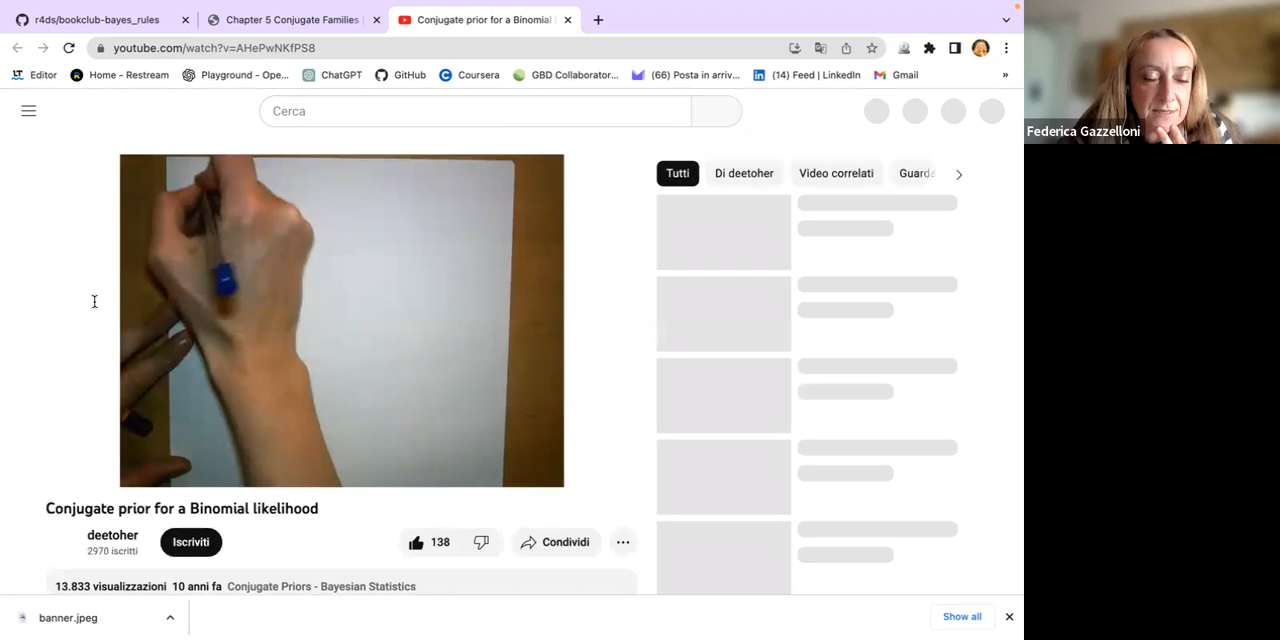 r4ds/bookclub-bayes_rules
Chapter 5 Conjugate Families
Conjugate prior for a Binomial
youtube.com/watch?v=AHePwNKfPS8
Editor
Home - Restream
Playground - Ope...
ChatGPT
GitHub
Coursera
GBD Collaborator...
(66) Posta in arriv...
(14) Feed | LinkedIn
Gmail
»
Cerca
Federica Gazzelloni
Tutti
Di deetoher
Video correlati
Guarda
Conjugate prior for a Binomial likelihood
deetoher
2970 iscritti
Iscriviti
138
Condividi
13.833 visualizzazioni 10 anni fa Conjugate Priors - Bayesian Statistics
banner.jpeg
Show all